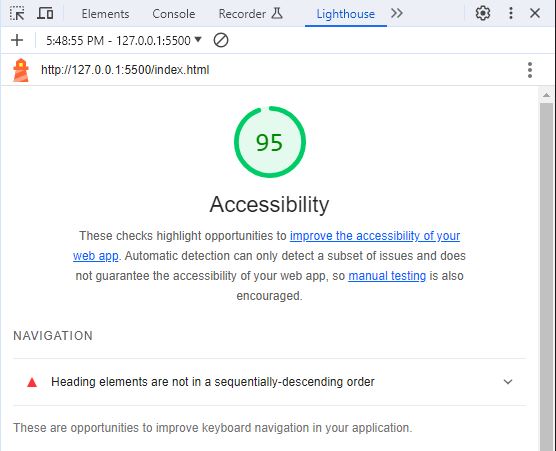 Elements Console Recorder Lighthouse
5:48:55 PM - 127.0.0.1:5500
http://127.0.0.1:5500/index.html
95
Accessibility
These checks highlight opportunities to improve the accessibility of your
web app. Automatic detection can only detect a subset of issues and does
not guarantee the accessibility of your web app, so manual testing is also
encouraged.
NAVIGATION
Heading elements are not in a sequentially-descending order
These are opportunities to improve keyboard navigation in your application.